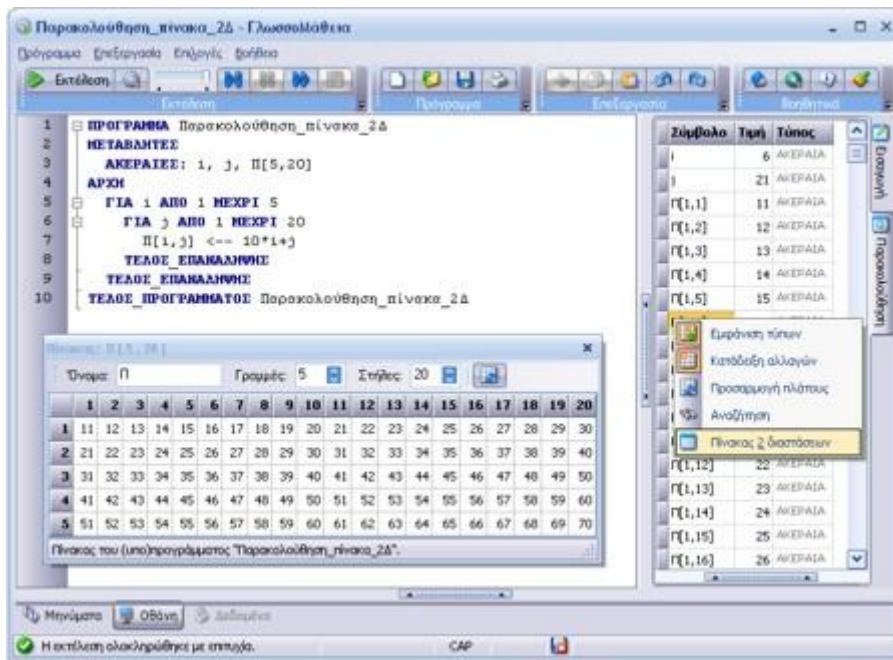 Παρακολούθηση_πίνακα_2Δ - ΓλωσσοΜάθεια
Πρόγραμμα Επεξεργασία Επιλογές Βοήθεια
Εκτέλεση
Εκτέλεση Πρόγραμμα Επεξεργασία Βοηθητικά
1 ΠΡΟΓΡΑΜΜΑ Παρακολούθηση_πίνακα_2Δ
2 ΜΕΤΑΒΛΗΤΕΣ
3 ΑΚΕΡΑΙΕΣ: i, j, Π[5,20]
4 ΑΡΧΗ
5 ΓΙΑ i ΑΠΟ 1 ΜΕΧΡΙ 5
6 ΓΙΑ j ΑΠΟ 1 ΜΕΧΡΙ 20
7 Π[i,j] <-- 10*i+j
8 ΤΕΛΟΣ_ΕΠΑΝΑΛΗΨΗΣ
9 ΤΕΛΟΣ_ΕΠΑΝΑΛΗΨΗΣ
10 ΤΕΛΟΣ_ΠΡΟΓΡΑΜΜΑΤΟΣ Παρακολούθηση_πίνακα_2Δ
Πίνακας: Π[5,20]
Όνομα: Π Γραμμές: 5 Στήλες: 20
1 2 3 4 5 6 7 8 9 10 11 12 13 14 15 16 17 18 19 20
1 11 12 13 14 15 16 17 18 19 20 21 22 23 24 25 26 27 28 29 30
2 21 22 23 24 25 26 27 28 29 30 31 32 33 34 35 36 37 38 39 40
3 31 32 33 34 35 36 37 38 39 40 41 42 43 44 45 46 47 48 49 50
4 41 42 43 44 45 46 47 48 49 50 51 52 53 54 55 56 57 58 59 60
5 51 52 53 54 55 56 57 58 59 60 61 62 63 64 65 66 67 68 69 70
Πίνακας του (υπο)προγράμματος "Παρακολούθηση_πίνακα_2Δ".
Σύμβολο Τιμή Τύπος
i 6 ΑΚΕΡΑΙΑ
j 21 ΑΚΕΡΑΙΑ
Π[1,1] 11 ΑΚΕΡΑΙΑ
Π[1,2] 12 ΑΚΕΡΑΙΑ
Π[1,3] 13 ΑΚΕΡΑΙΑ
Π[1,4] 14 ΑΚΕΡΑΙΑ
Π[1,5] 15 ΑΚΕΡΑΙΑ
Εμφάνιση τύπων
Κατάδειξη αλλαγών
Προσαρμογή πλάτους
Αναζήτηση
Πίνακας 2 διαστάσεων
Π[1,12] 22 ΑΚΕΡΑΙΑ
Π[1,13] 23 ΑΚΕΡΑΙΑ
Π[1,14] 24 ΑΚΕΡΑΙΑ
Π[1,15] 25 ΑΚΕΡΑΙΑ
Π[1,16] 26 ΑΚΕΡΑΙΑ
Εισαγωγή
Παρακολούθηση
Μηνύματα Οθόνη Δεδομένα
Η εκτέλεση ολοκληρώθηκε με επιτυχία. CAP